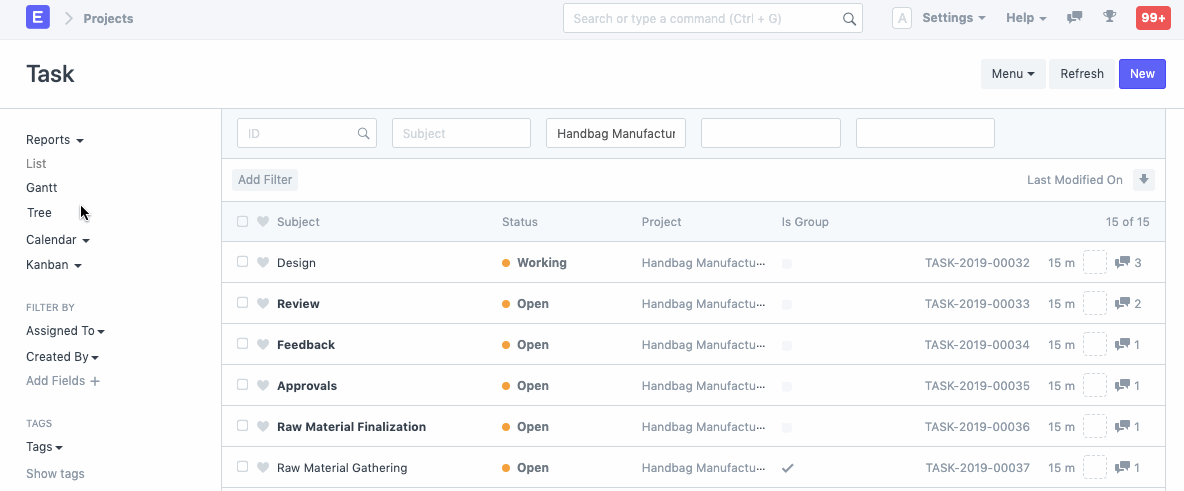 E Projects Search or type a command (Ctrl + G) A Settings Help 99+
Task Menu Refresh New
Reports
List
Gantt
Tree
Calendar
Kanban
FILTER BY
Assigned To
Created By
Add Fields +
TAGS
Tags
Show tags
ID Subject Handbag Manufactur
Add Filter Last Modified On
Subject Status Project Is Group 15 of 15
Design Working Handbag Manufactu... TASK-2019-00032 15 m 3
Review Open Handbag Manufactu... TASK-2019-00033 15 m 2
Feedback Open Handbag Manufactu... TASK-2019-00034 15 m 1
Approvals Open Handbag Manufactu... TASK-2019-00035 15 m 1
Raw Material Finalization Open Handbag Manufactu... TASK-2019-00036 15 m 1
Raw Material Gathering Open Handbag Manufactu... TASK-2019-00037 15 m 1